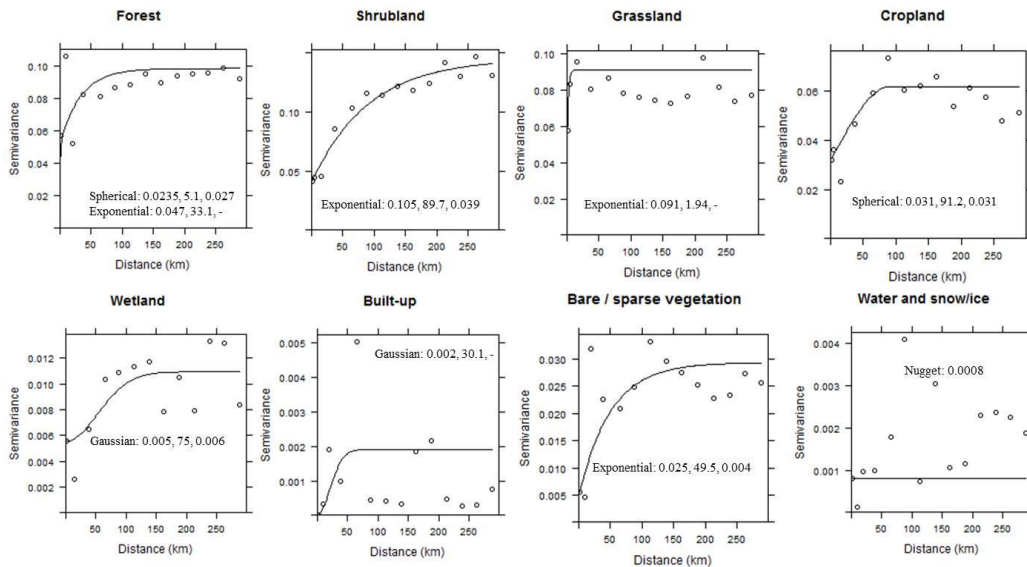 Forest
Semivariance
0.10
0.08
0.06
0.04
0.02
Spherical: 0.0235, 5.1, 0.027
Exponential: 0.047, 33.1, -
50 100 150 200 250
Distance (km)
Shrubland
Semivariance
0.10
0.05
Exponential: 0.105, 89.7, 0.039
50 100 150 200 250
Distance (km)
Grassland
Semivariance
0.10
0.08
0.06
0.04
0.02
Exponential: 0.091, 1.94, -
50 100 150 200 250
Distance (km)
Cropland
Semivariance
0.06
0.04
0.02
Spherical: 0.031, 91.2, 0.031
50 100 150 200 250
Distance (km)
Wetland
Semivariance
0.012
0.010
0.008
0.006
0.004
0.002
Gaussian: 0.005, 75, 0.006
50 100 150 200 250
Distance (km)
Built-up
Semivariance
0.005
0.004
0.003
0.002
0.001
Gaussian: 0.002, 30.1, -
50 100 150 200 250
Distance (km)
Bare / sparse vegetation
Semivariance
0.030
0.025
0.020
0.015
0.010
0.005
Exponential: 0.025, 49.5, 0.004
50 100 150 200 250
Distance (km)
Water and snow/ice
Semivariance
0.004
0.003
0.002
0.001
Nugget: 0.0008
50 100 150 200 250
Distance (km)